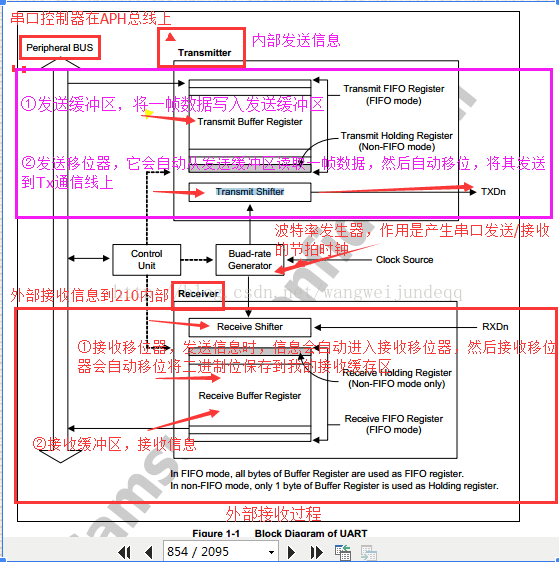 串口控制器在APH总线上
Peripheral BUS
Transmitter
内部发送信息
①发送缓冲区，将一帧数据写入发送缓冲区
Transmit FIFO Register
(FIFO mode)
Transmit Buffer Register
Transmit Holding Register
(Non-FIFO mode)
②发送移位器，它会自动从发送缓冲区读取一帧数据，然后自动移位，将其发送
到Tx通信线上
Transmit Shifter
TXDn
波特率发生器，作用是产生串口发送/接收
的节拍时钟
Control
Unit
Buad-rate
Generator
Clock Source
外部接收信息到210内部
csdn.net/wangweijundeqq
Receiver
Receive Shifter
RXDn
①接收移位器，发送信息时，信息会自动进入接收移位器，然后接收移位
器会自动移位将二进制位保存到我的接收缓存区
Receive Holding Register
(Non-FIFO mode only)
Receive Buffer Register
Receive FIFO Register
(FIFO mode)
②接收缓冲区，接收信息
In FIFO mode, all bytes of Buffer Register are used as FIFO register.
In non-FIFO mode, only 1 byte of Buffer Register is used as Holding register.
外部接收过程
Figure 1-1 Block Diagram of UART
854 / 2095